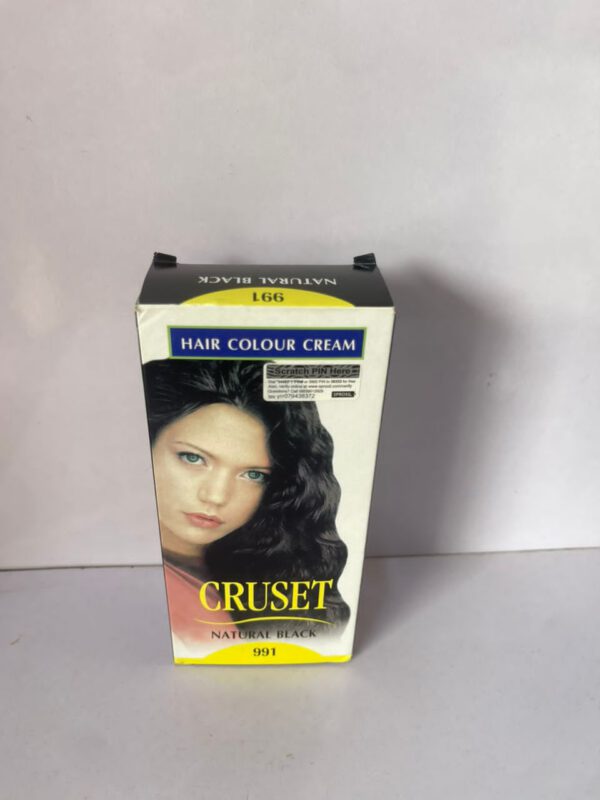 NATURAL BLACK
991
HAIR COLOUR CREAM
Scratch PIN Here
CRUSET
NATURAL BLACK
991